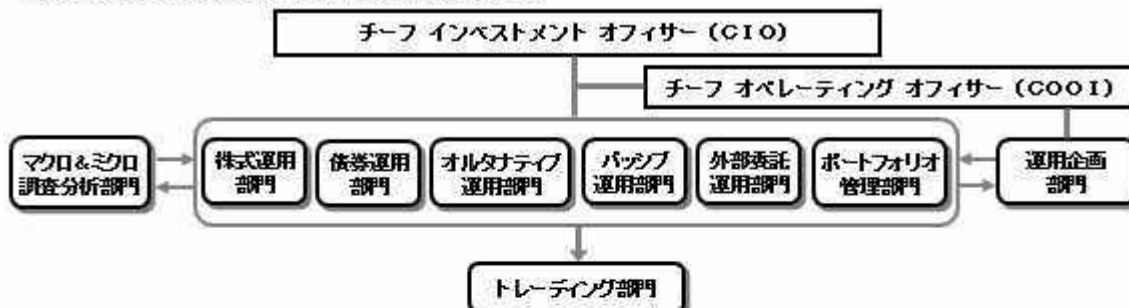 チーフ インベストメント オフィサー (CIO)
チーフ オペレーティング オフィサー (COOI)
マクロ&ミクロ
調査分析部門
株式運用
部門
債券運用
部門
オルタナティブ
運用部門
パッシブ
運用部門
外部委託
運用部門
ポートフォリオ
管理部門
運用企画
部門
トレーディング部門